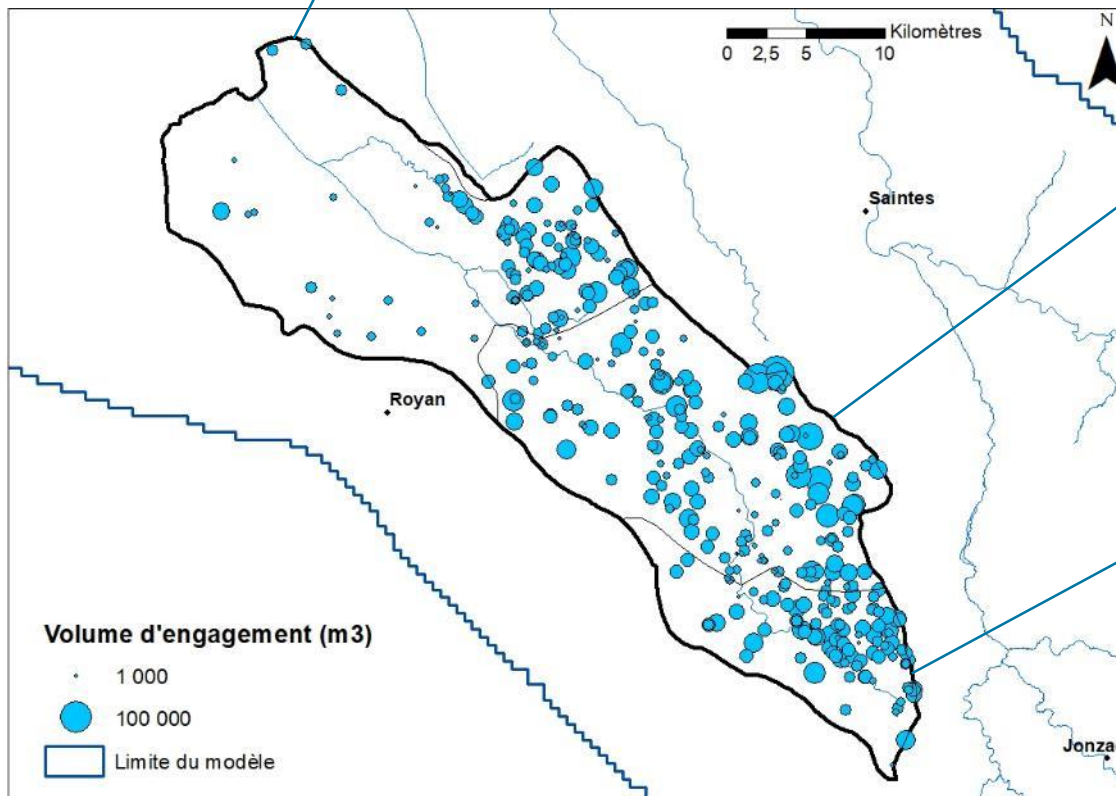 N
Kilomètres
0 2,5 5 10
Saintes
Royan
Volume d'engagement (m3)
1 000
100 000
Limite du modèle
Jonza